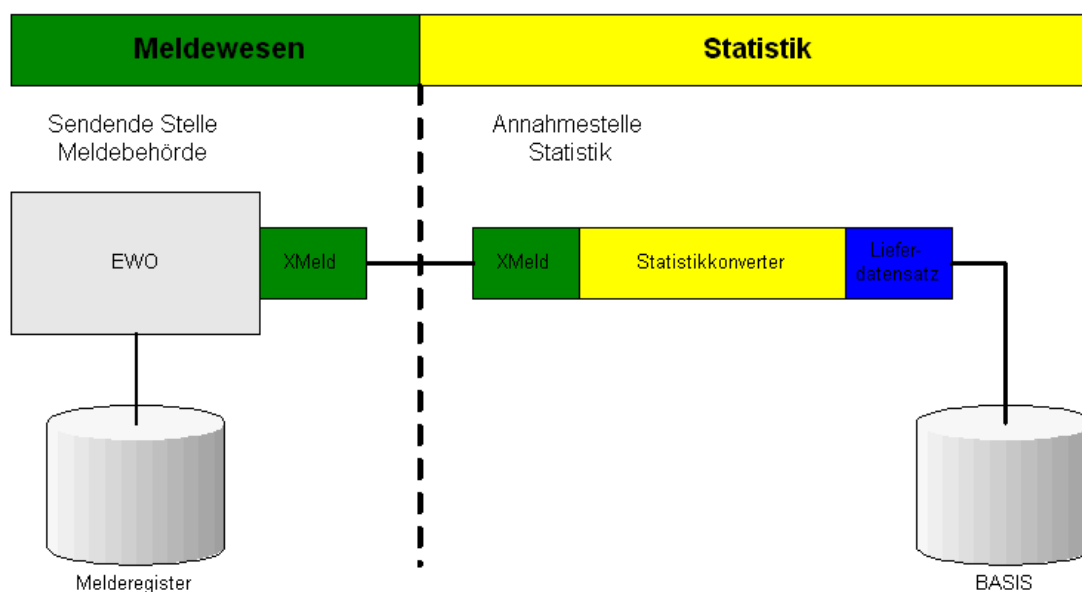 Meldewesen
Statistik
Sendende Stelle
Meldebehörde
Annahmestelle
Statistik
EWO
XMeld
XMeld
Statistikkonverter
Liefer-
datensatz
Melderegister
BASIS